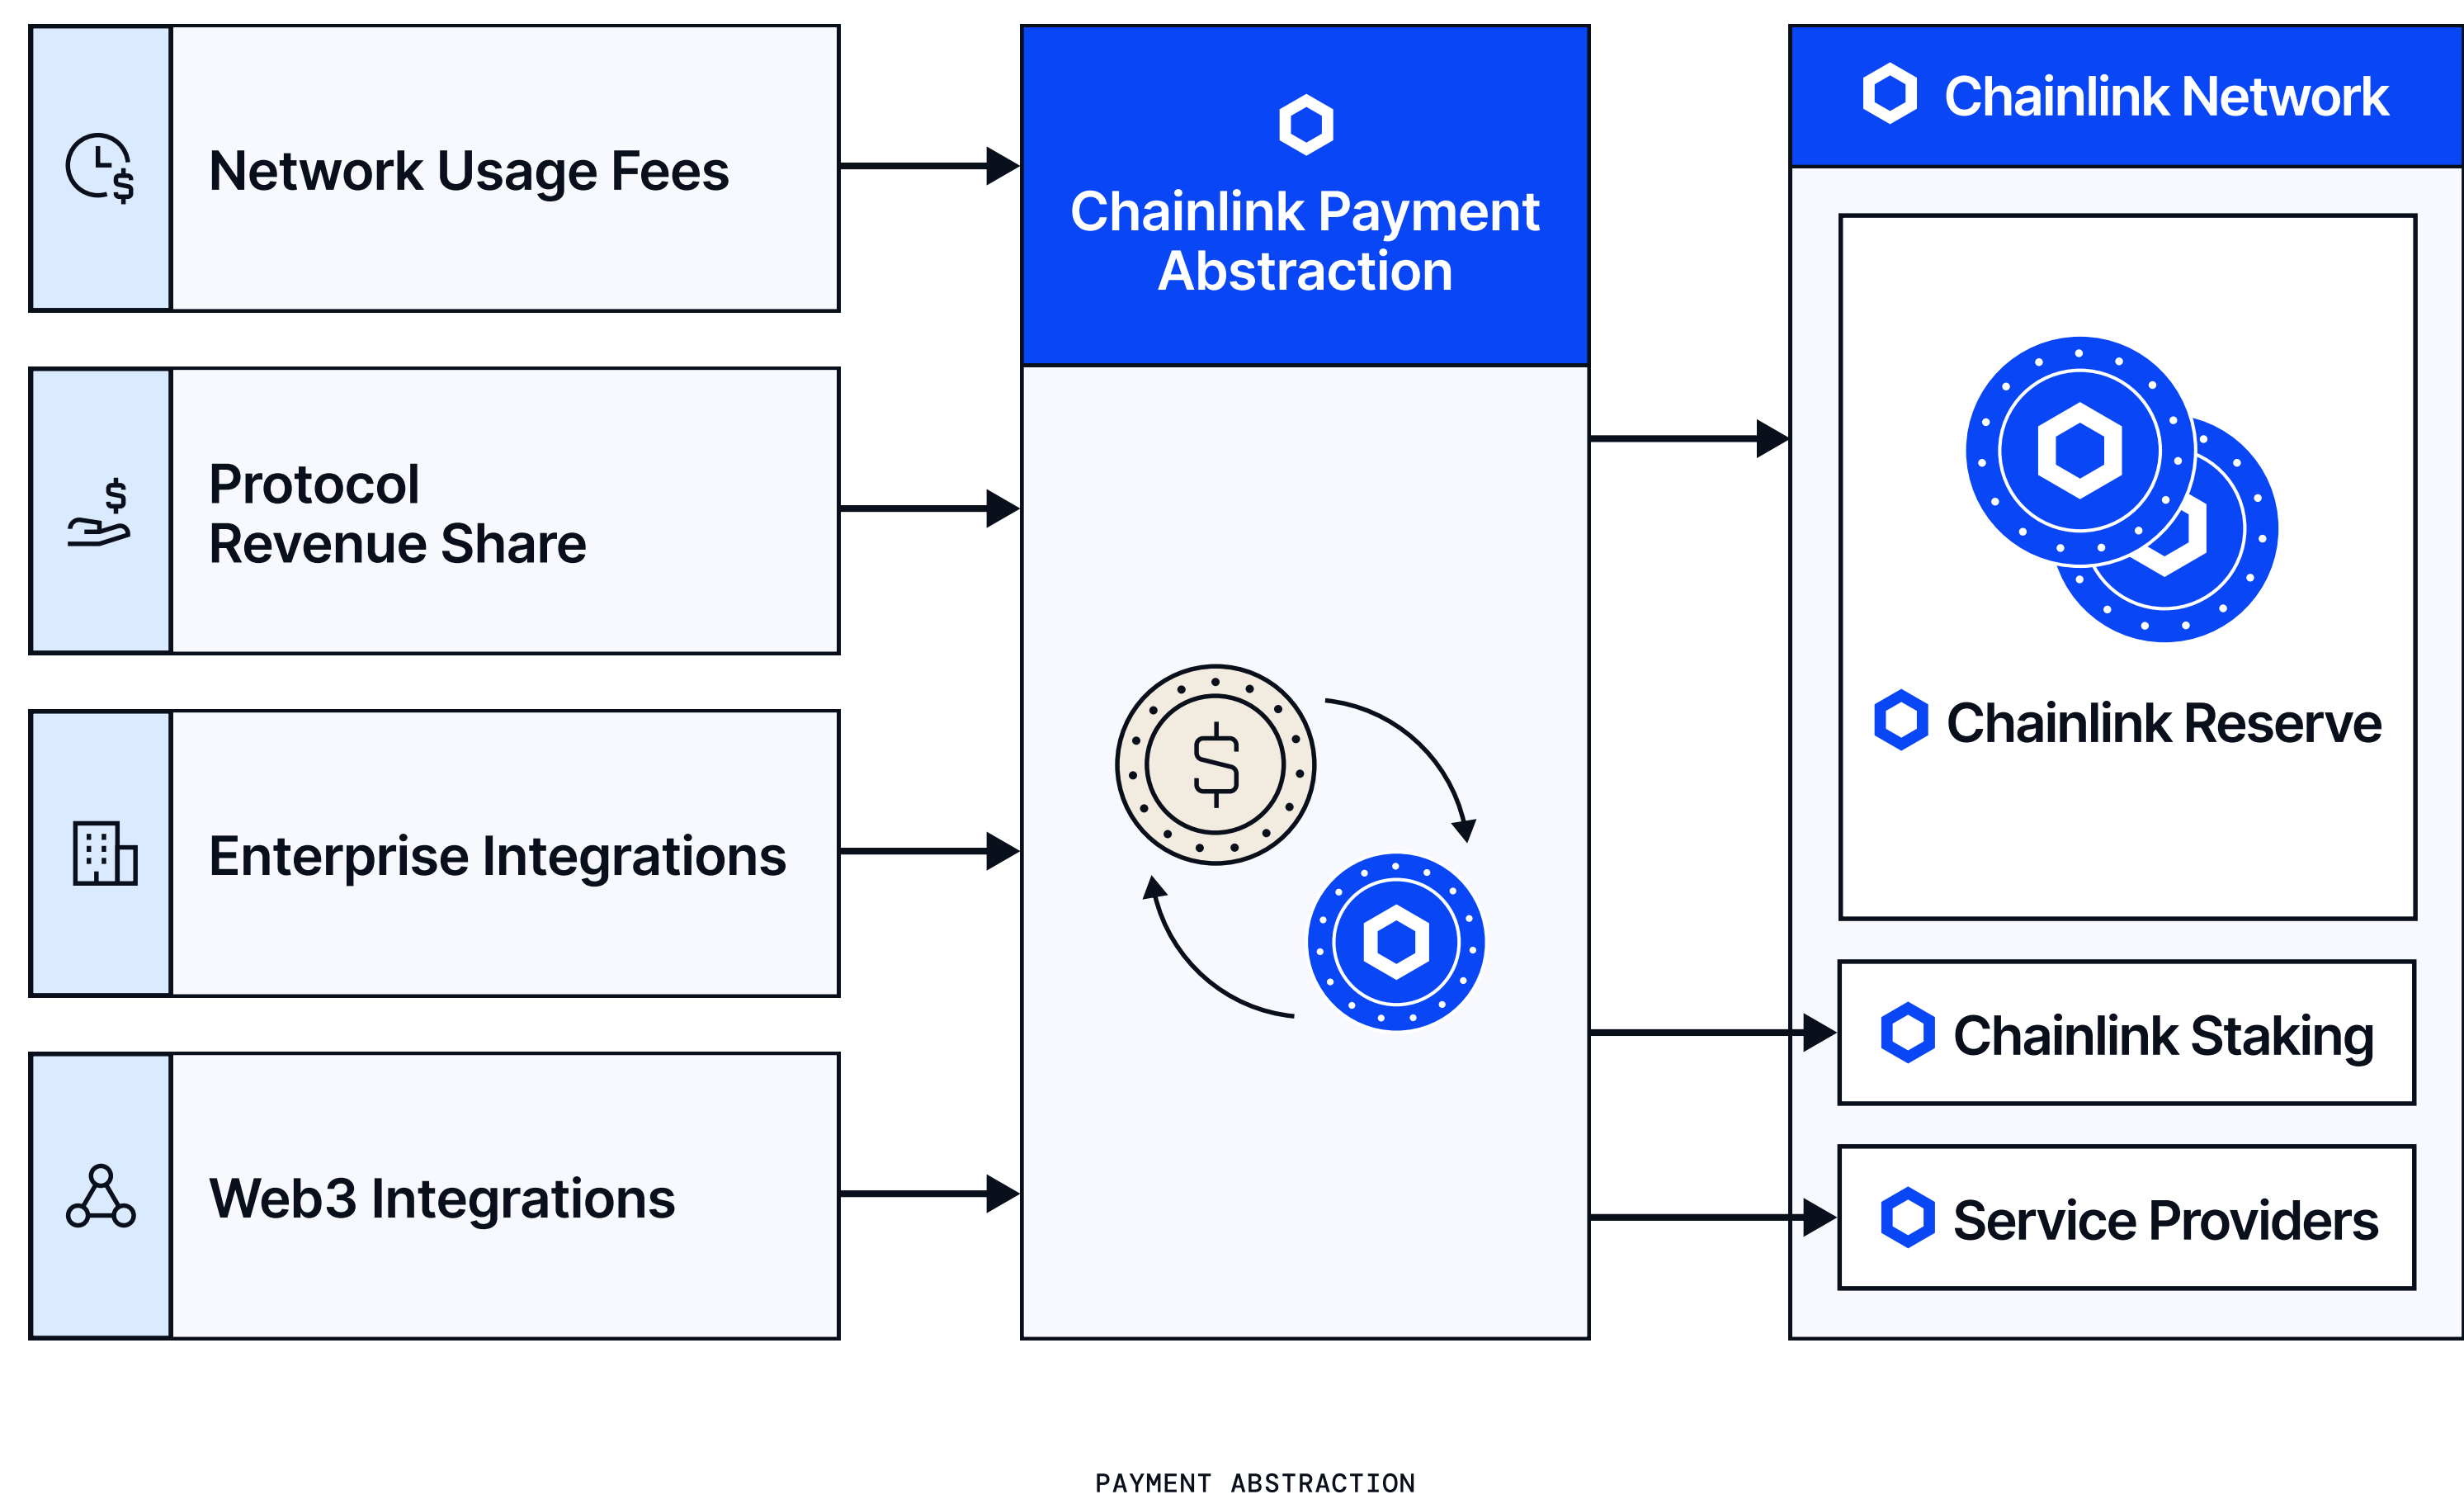 Network Usage Fees
Protocol
Revenue Share
Enterprise Integrations
Web3 Integrations
Chainlink Payment
Abstraction
$
Chainlink Network
Chainlink Reserve
Chainlink Staking
Service Providers
PAYMENT ABSTRACTION